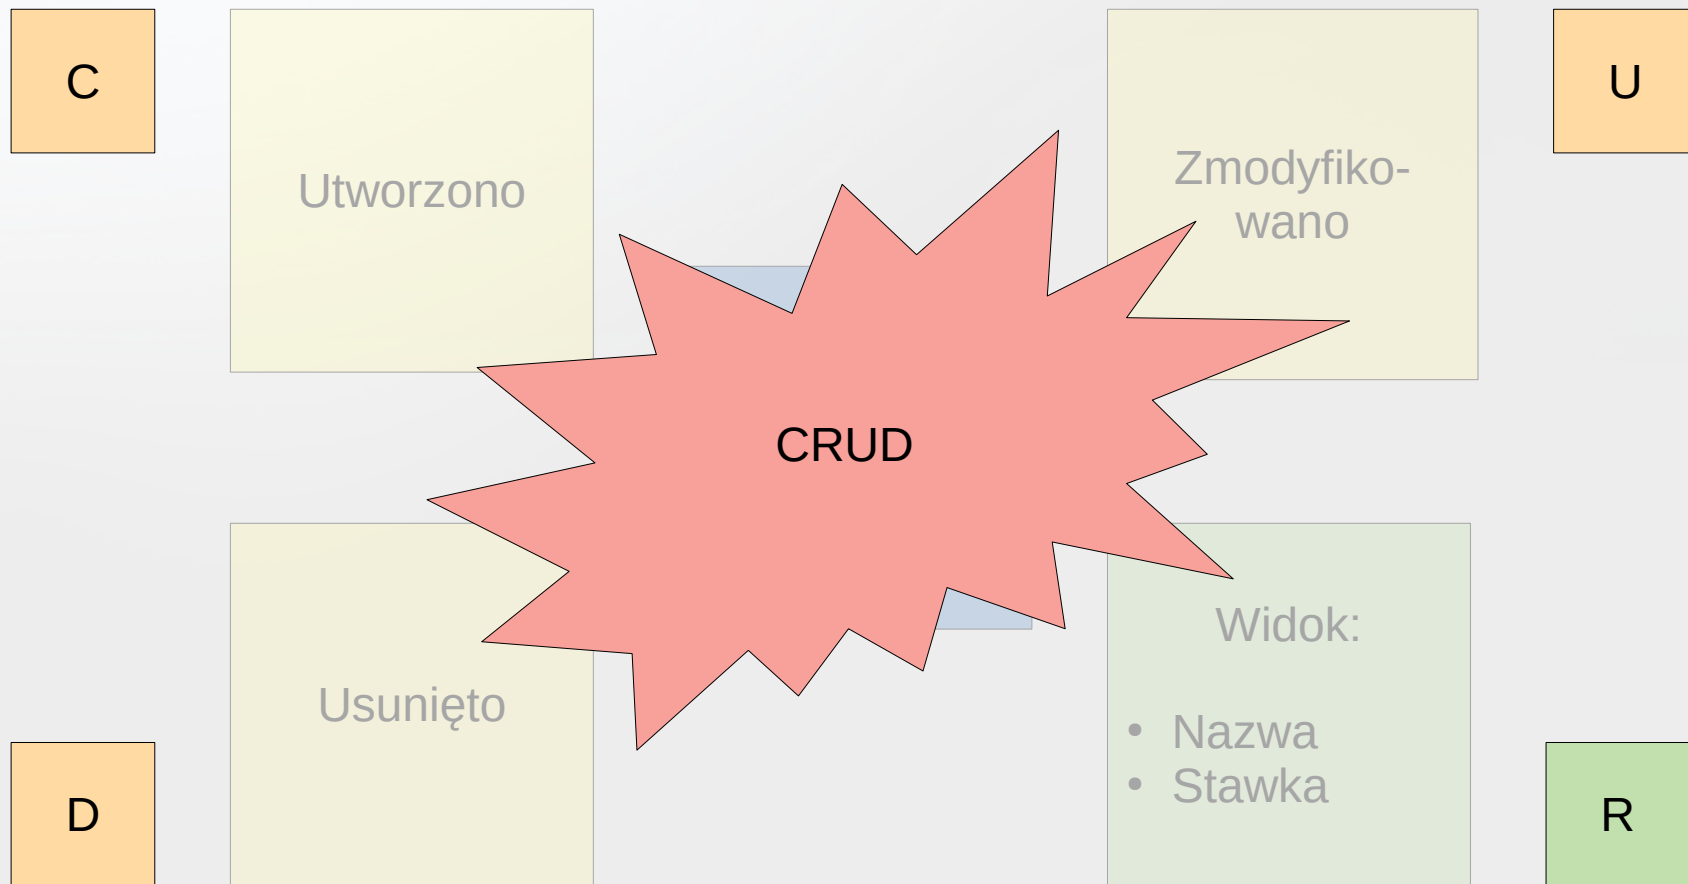 C
Utworzono
Zmodyfiko-
wano
U
CRUD
Usunięto
Widok:
• Nazwa
• Stawka
D
R